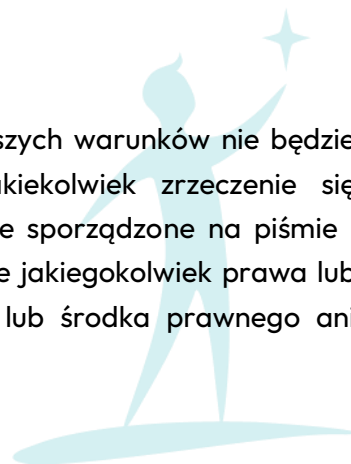 szych warunków nie będzie
kiekolwiek zrzeczenie się
e sporządzone na piśmie
e jakiegokolwiek prawa lub
lub środka prawnego ani